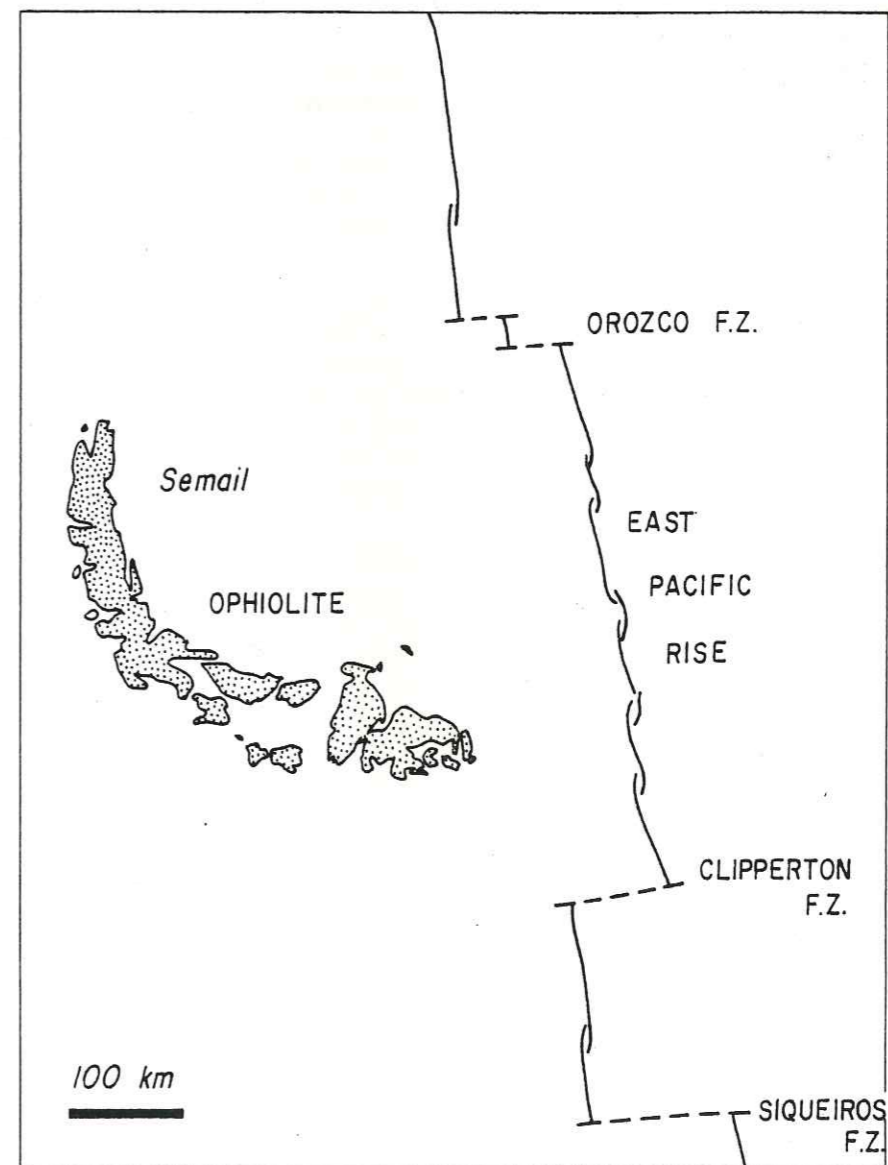 OROZCO F.Z.
Semail
EAST
PACIFIC
OPHIOLITE
RISE
CLIPPERTON
F.Z.
100 km
SIQUEIROS
F.Z.